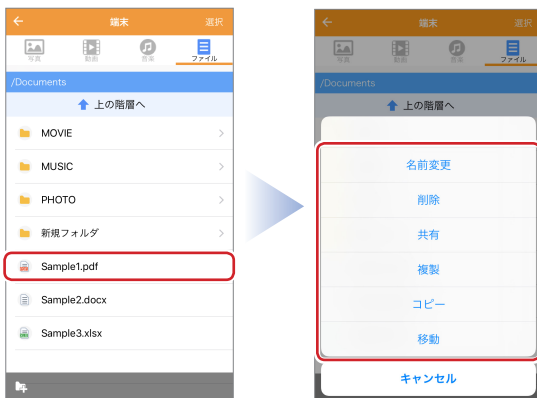 端末
選択
写真
動画
音楽
ファイル
/Documents
上の階層へ
MOVIE
MUSIC
PHOTO
新規フォルダ
Sample1.pdf
Sample2.docx
Sample3.xlsx
端末
選択
写真
動画
音楽
ファイル
/Documents
上の階層へ
名前変更
削除
共有
複製
コピー
移動
キャンセル